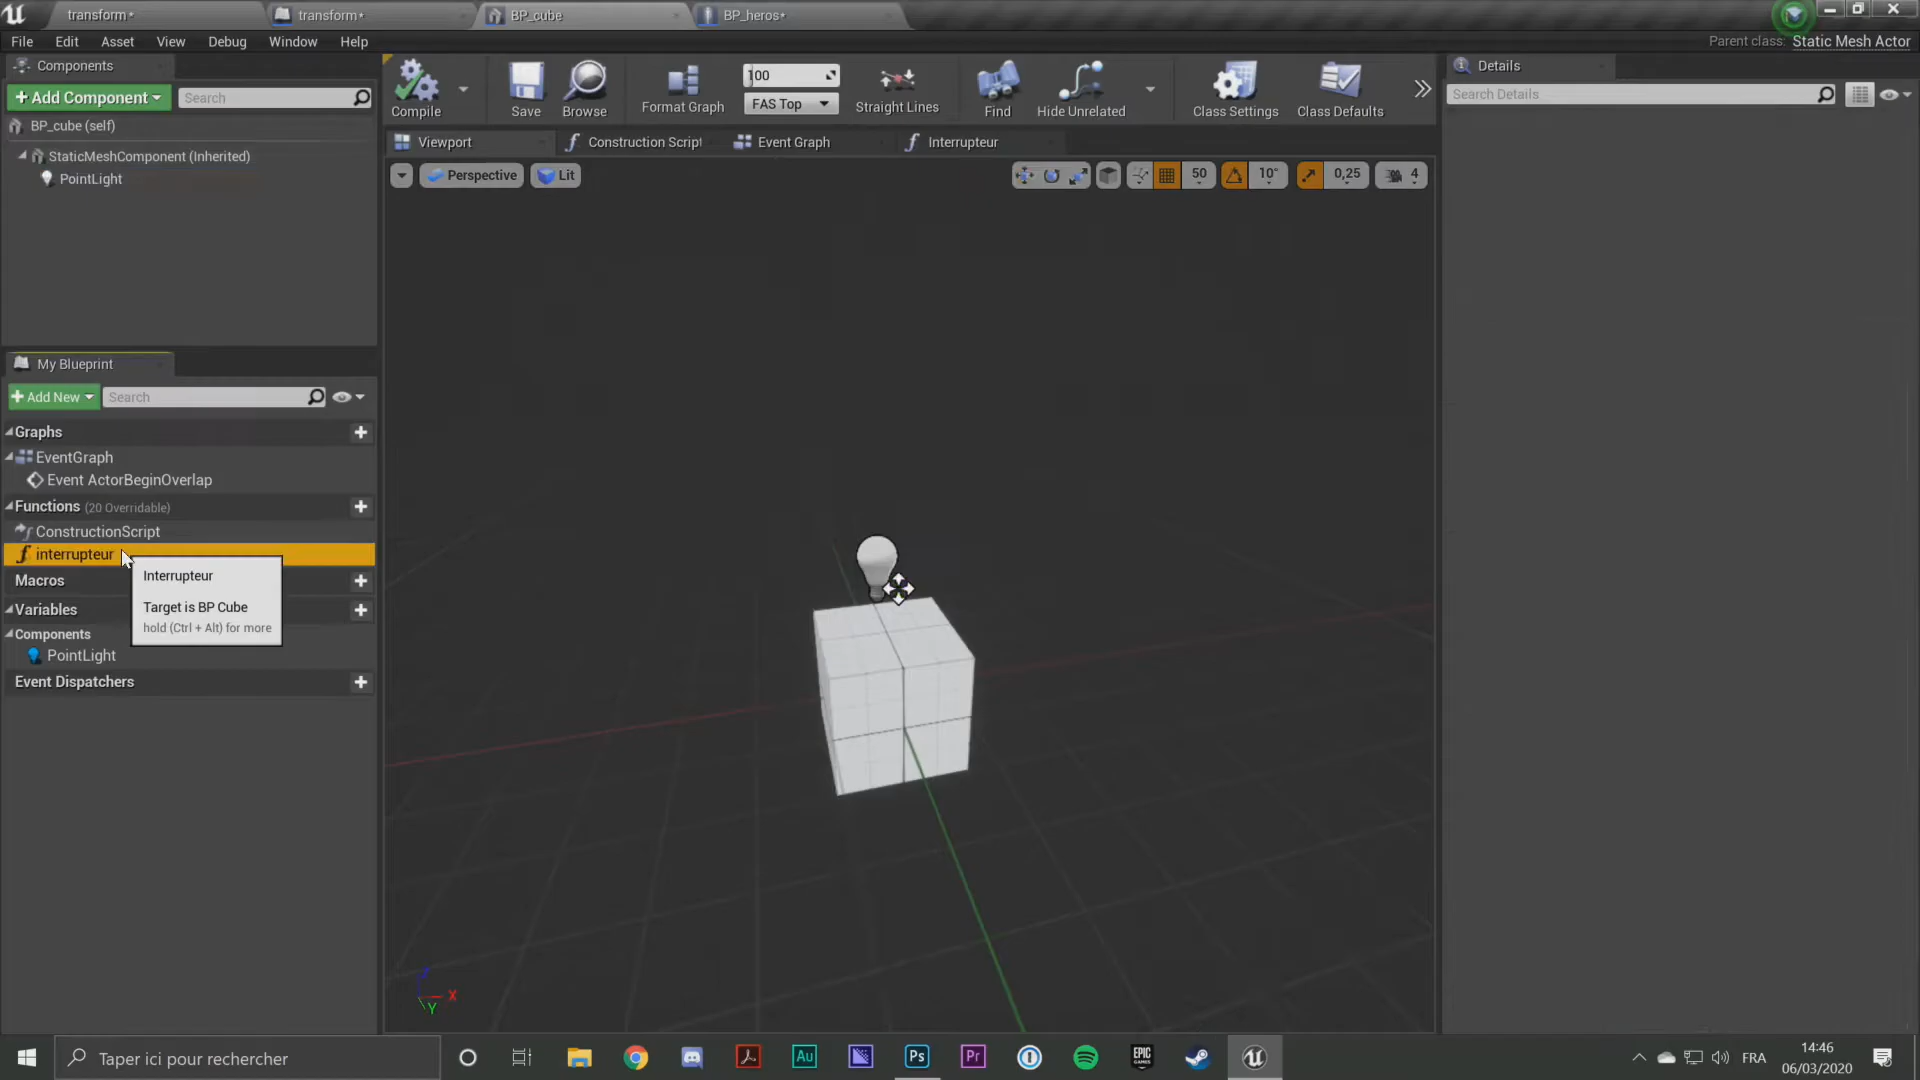 transform*
transform*
BP_cube
BP_heros*
File
Edit
Asset
View
Debug
Window
Help
Parent class: Static Mesh Actor
Components
Add Component
Search
BP_cube (self)
StaticMeshComponent (Inherited)
PointLight
Compile
Save
Browse
Format Graph
100
FAS Top
Straight Lines
Find
Hide Unrelated
Class Settings
Class Defaults
Details
Search Details
Viewport
Construction Script
Event Graph
Interrupteur
Perspective
Lit
50
10°
0,25
4
My Blueprint
Add New
Search
Graphs
EventGraph
Event ActorBeginOverlap
Functions (20 Overridable)
ConstructionScript
interrupteur
Macros
Variables
Components
PointLight
Event Dispatchers
Interrupteur
Target is BP Cube
hold (Ctrl + Alt) for more
X
Y
Taper ici pour rechercher
Au
Ps
Pr
EPIC
GAMES
FRA
14:46
06/03/2020